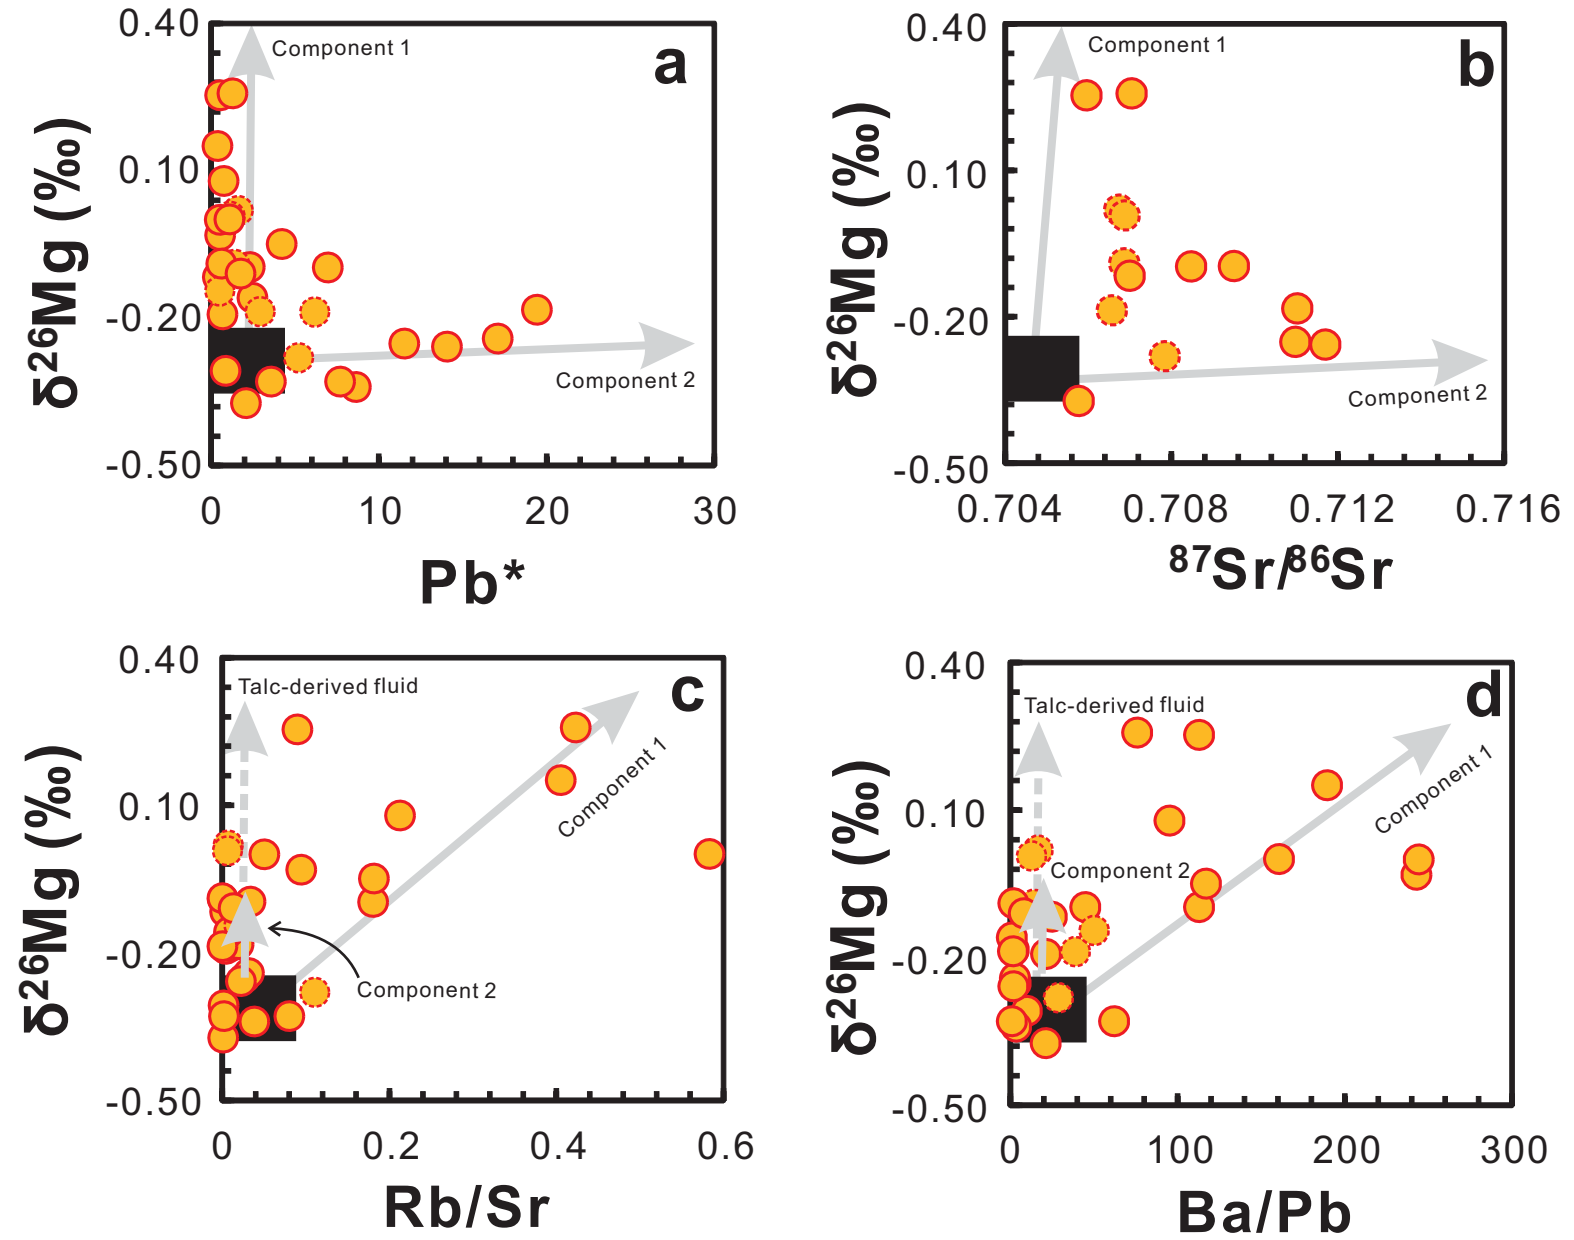 0.40
0.10
-0.20
-0.50
δ²⁶Mg (‰)
Component 1
a
Component 2
0
10
20
30
Pb*
0.40
0.10
-0.20
-0.50
δ²⁶Mg (‰)
Component 1
b
Component 2
0.704
0.708
0.712
0.716
⁸⁷Sr/⁸⁶Sr
0.40
0.10
-0.20
-0.50
δ²⁶Mg (‰)
Talc-derived fluid
c
Component 1
Component 2
0
0.2
0.4
0.6
Rb/Sr
0.40
0.10
-0.20
-0.50
δ²⁶Mg (‰)
Talc-derived fluid
d
Component 1
Component 2
0
100
200
300
Ba/Pb